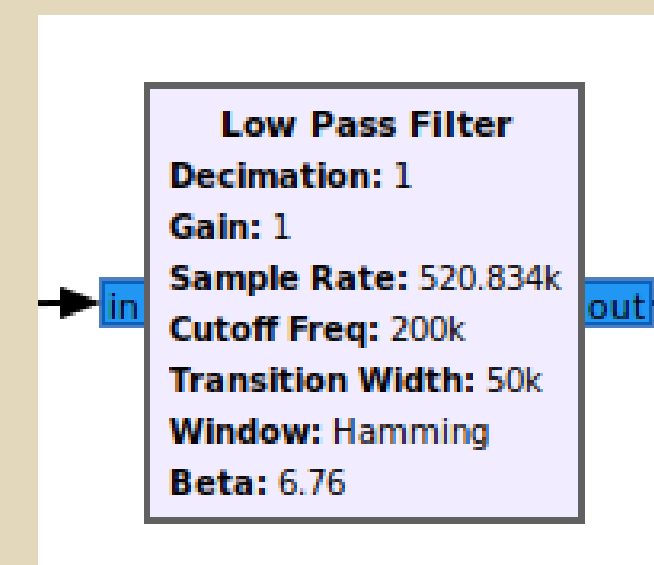 Low Pass Filter
Decimation: 1
Gain: 1
Sample Rate: 520.834k
in
out
Cutoff Freq: 200k
Transition Width: 50k
Window: Hamming
Beta: 6.76